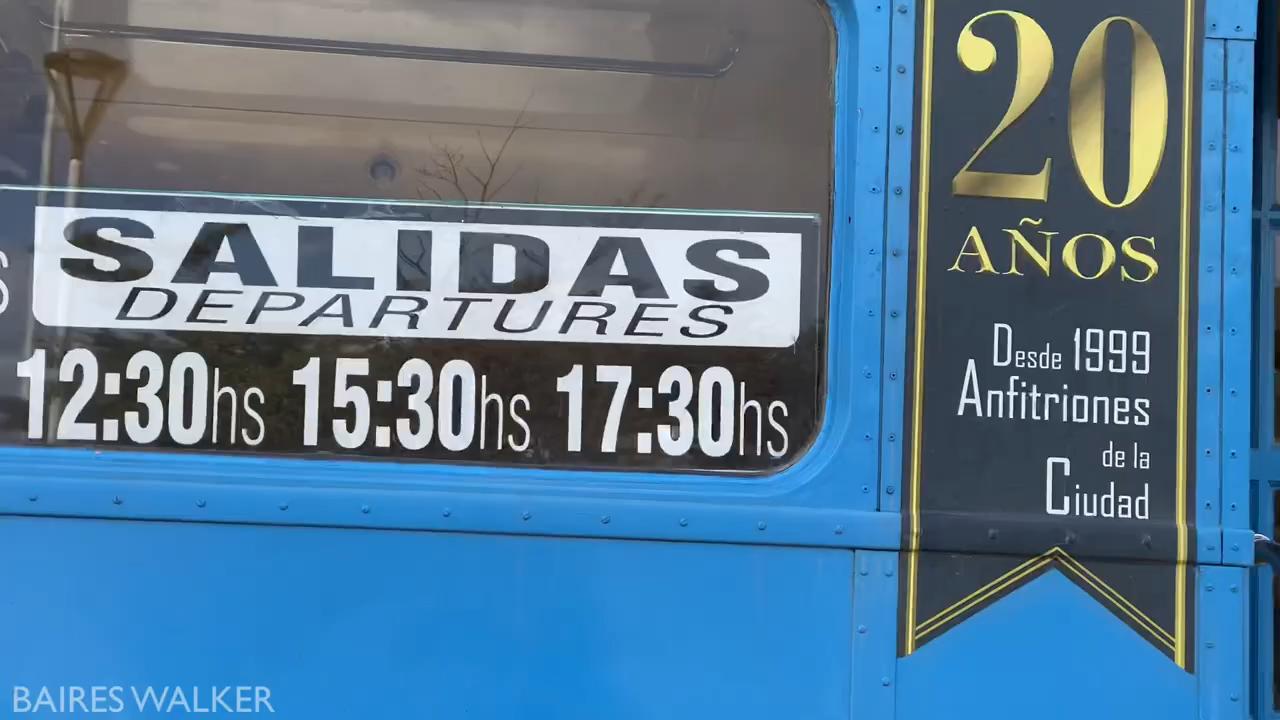 SALIDAS
DEPARTURES
12:30hs 15:30hs 17:30hs
20
AÑOS
Desde 1999
Anfitriones
de la
Ciudad
BAIRES WALKER